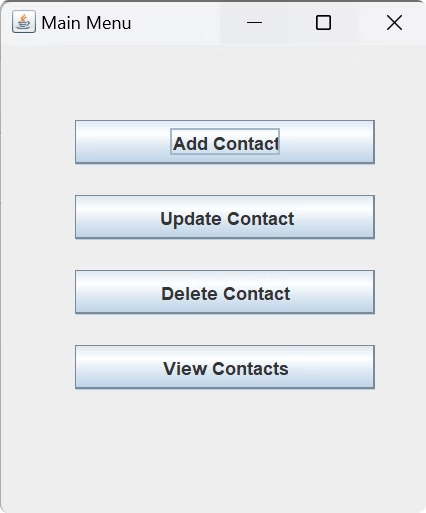 Main Menu
Add Contact
Update Contact
Delete Contact
View Contacts